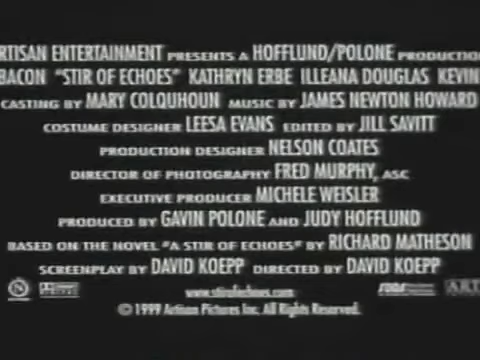 ARTISAN ENTERTAINMENT PRESENTS A HOFFLUND/POLONE PRODUCTION
BACON "STIR OF ECHOES" KATHRYN ERBE ILLEANA DOUGLAS KEVIN
CASTING BY MARY COLQUHOUN MUSIC BY JAMES NEWTON HOWARD
COSTUME DESIGNER LEESA EVANS EDITED BY JILL SAVITT
PRODUCTION DESIGNER NELSON COATES
DIRECTOR OF PHOTOGRAPHY FRED MURPHY, ASC
EXECUTIVE PRODUCER MICHELE WEISLER
PRODUCED BY GAVIN POLONE AND JUDY HOFFLUND
BASED ON THE NOVEL "A STIR OF ECHOES" BY RICHARD MATHESON
SCREENPLAY BY DAVID KOEPP DIRECTED BY DAVID KOEPP
www.stirofechoes.com
ART
© 1999 Artisan Pictures Inc. All Rights Reserved.